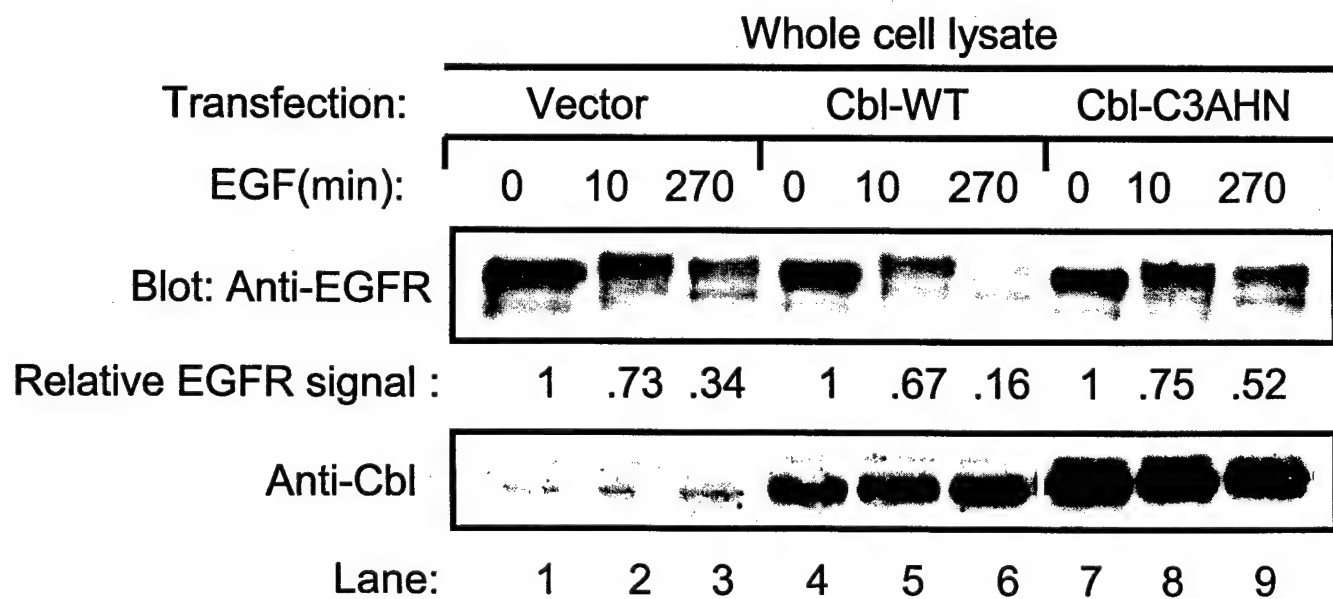 Whole cell lysate
Transfection: Vector Cbl-WT Cbl-C3AHN
EGF(min): 0 10 270 0 10 270 0 10 270
Blot: Anti-EGFR
Relative EGFR signal : 1 .73 .34 1 .67 .16 1 .75 .52
Anti-Cbl
Lane: 1 2 3 4 5 6 7 8 9